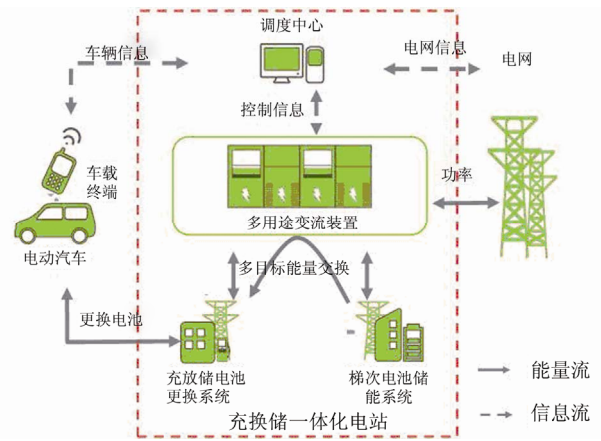 调度中心
车辆信息
电网信息
电网
控制信息
车载
终端
功率
多用途变流装置
电动汽车
多目标能量交换
更换电池
充放储电池
更换系统
梯次电池储
能系统
能量流
充换储一体化电站
信息流